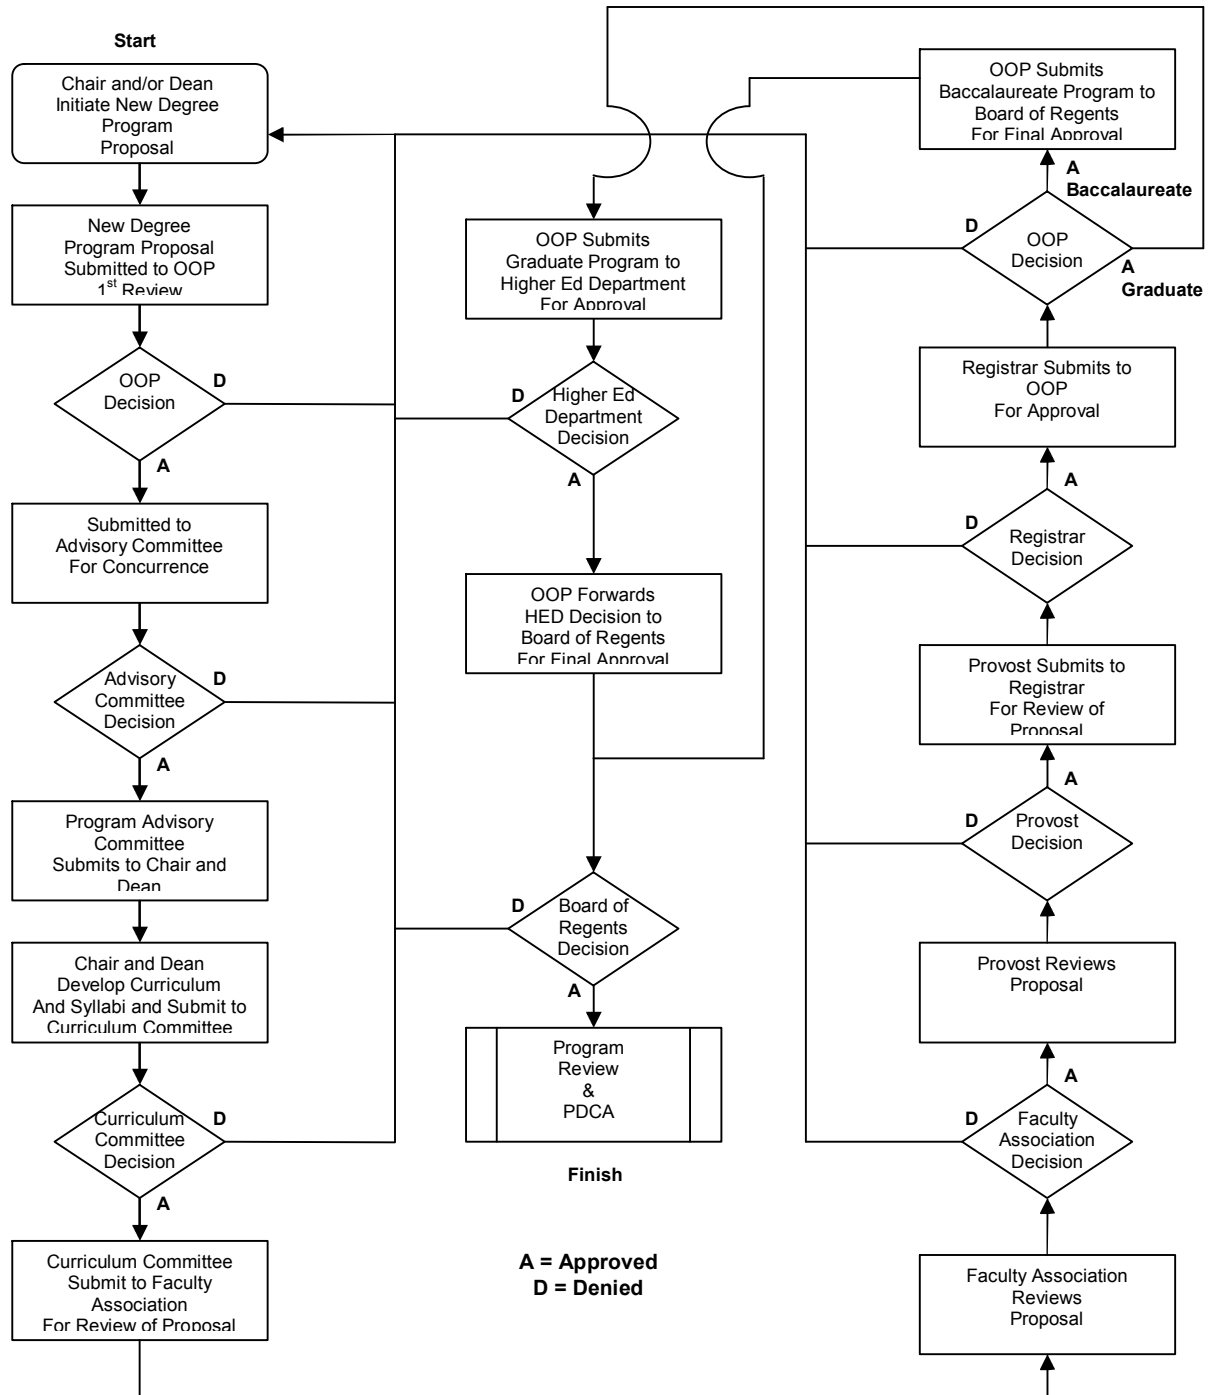 Start
Chair and/or Dean
Initiate New Degree
Program
Proposal
New Degree
Program Proposal
Submitted to OOP
1st Review
OOP
Decision
D
A
Submitted to
Advisory Committee
For Concurrence
Advisory
Committee
Decision
D
A
Program Advisory
Committee
Submits to Chair and
Dean
Chair and Dean
Develop Curriculum
And Syllabi and Submit to
Curriculum Committee
Curriculum
Committee
Decision
D
A
Curriculum Committee
Submit to Faculty
Association
For Review of Proposal
OOP Submits
Graduate Program to
Higher Ed Department
For Approval
D
Higher Ed
Department
Decision
A
OOP Forwards
HED Decision to
Board of Regents
For Final Approval
D
Board of
Regents
Decision
A
Program
Review
&
PDCA
Finish
A = Approved
D = Denied
OOP Submits
Baccalaureate Program to
Board of Regents
For Final Approval
A
Baccalaureate
D
OOP
Decision
A
Graduate
Registrar Submits to
OOP
For Approval
A
D
Registrar
Decision
Provost Submits to
Registrar
For Review of
Proposal
A
D
Provost
Decision
Provost Reviews
Proposal
A
D
Faculty
Association
Decision
Faculty Association
Reviews
Proposal